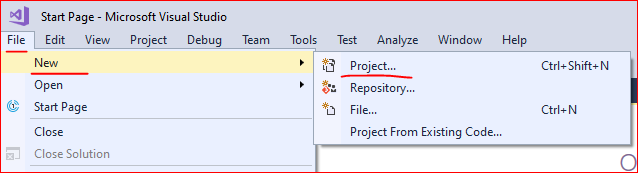 Start Page - Microsoft Visual Studio
File Edit View Project Debug Team Tools Test Analyze Window Help
New
Project... Ctrl+Shift+N
Open
Repository...
Start Page
File... Ctrl+N
Close
Project From Existing Code...
Close Solution